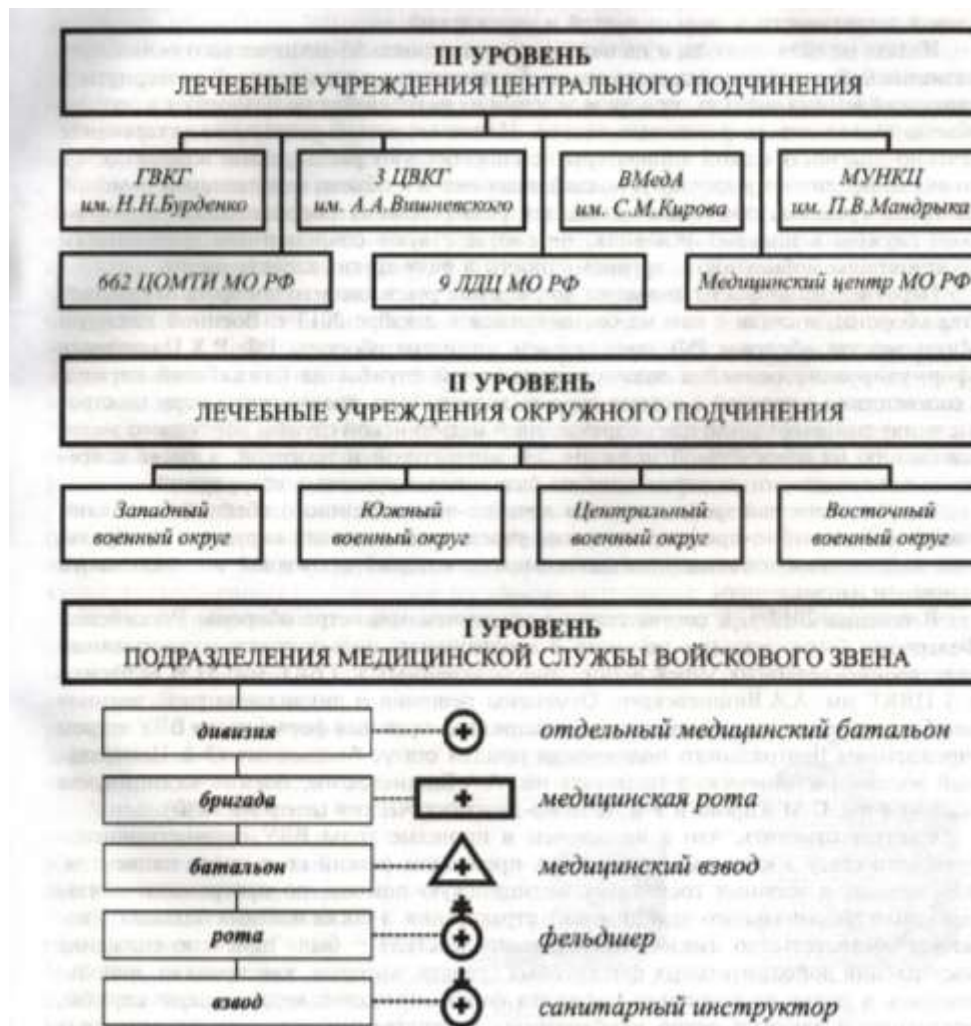 III УРОВЕНЬ
ЛЕЧЕБНЫЕ УЧРЕЖДЕНИЯ ЦЕНТРАЛЬНОГО ПОДЧИНЕНИЯ
ГВКГ
им. Н.Н.Бурденко
3 ЦВКГ
им. А.А.Вишневского
ВМедА
им. С.М.Кирова
МУНКЦ
им. П.В.Мандрыка
662 ЦОМТИ МО РФ
9 ЛДЦ МО РФ
Медицинский центр МО РФ
II УРОВЕНЬ
ЛЕЧЕБНЫЕ УЧРЕЖДЕНИЯ ОКРУЖНОГО ПОДЧИНЕНИЯ
Западный
военный округ
Южный
военный округ
Центральный
военный округ
Восточный
военный округ
I УРОВЕНЬ
ПОДРАЗДЕЛЕНИЯ МЕДИЦИНСКОЙ СЛУЖБЫ ВОЙСКОВОГО ЗВЕНА
дивизия
отдельный медицинский батальон
бригада
медицинская рота
батальон
медицинский взвод
рота
фельдшер
взвод
санитарный инструктор